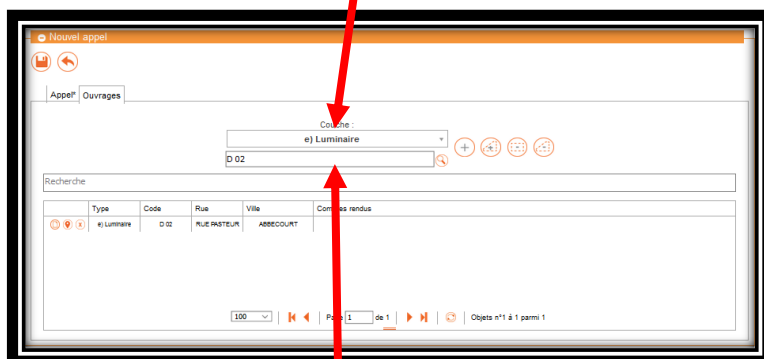 Nouvel appel
Appel* Ouvrages
Couche :
e) Luminaire
D 02
Recherche
Type Code Rue Ville Comptes rendus
e) Luminaire D 02 RUE PASTEUR ABBECOURT
100 Page 1 de 1 Objets n°1 à 1 parmi 1